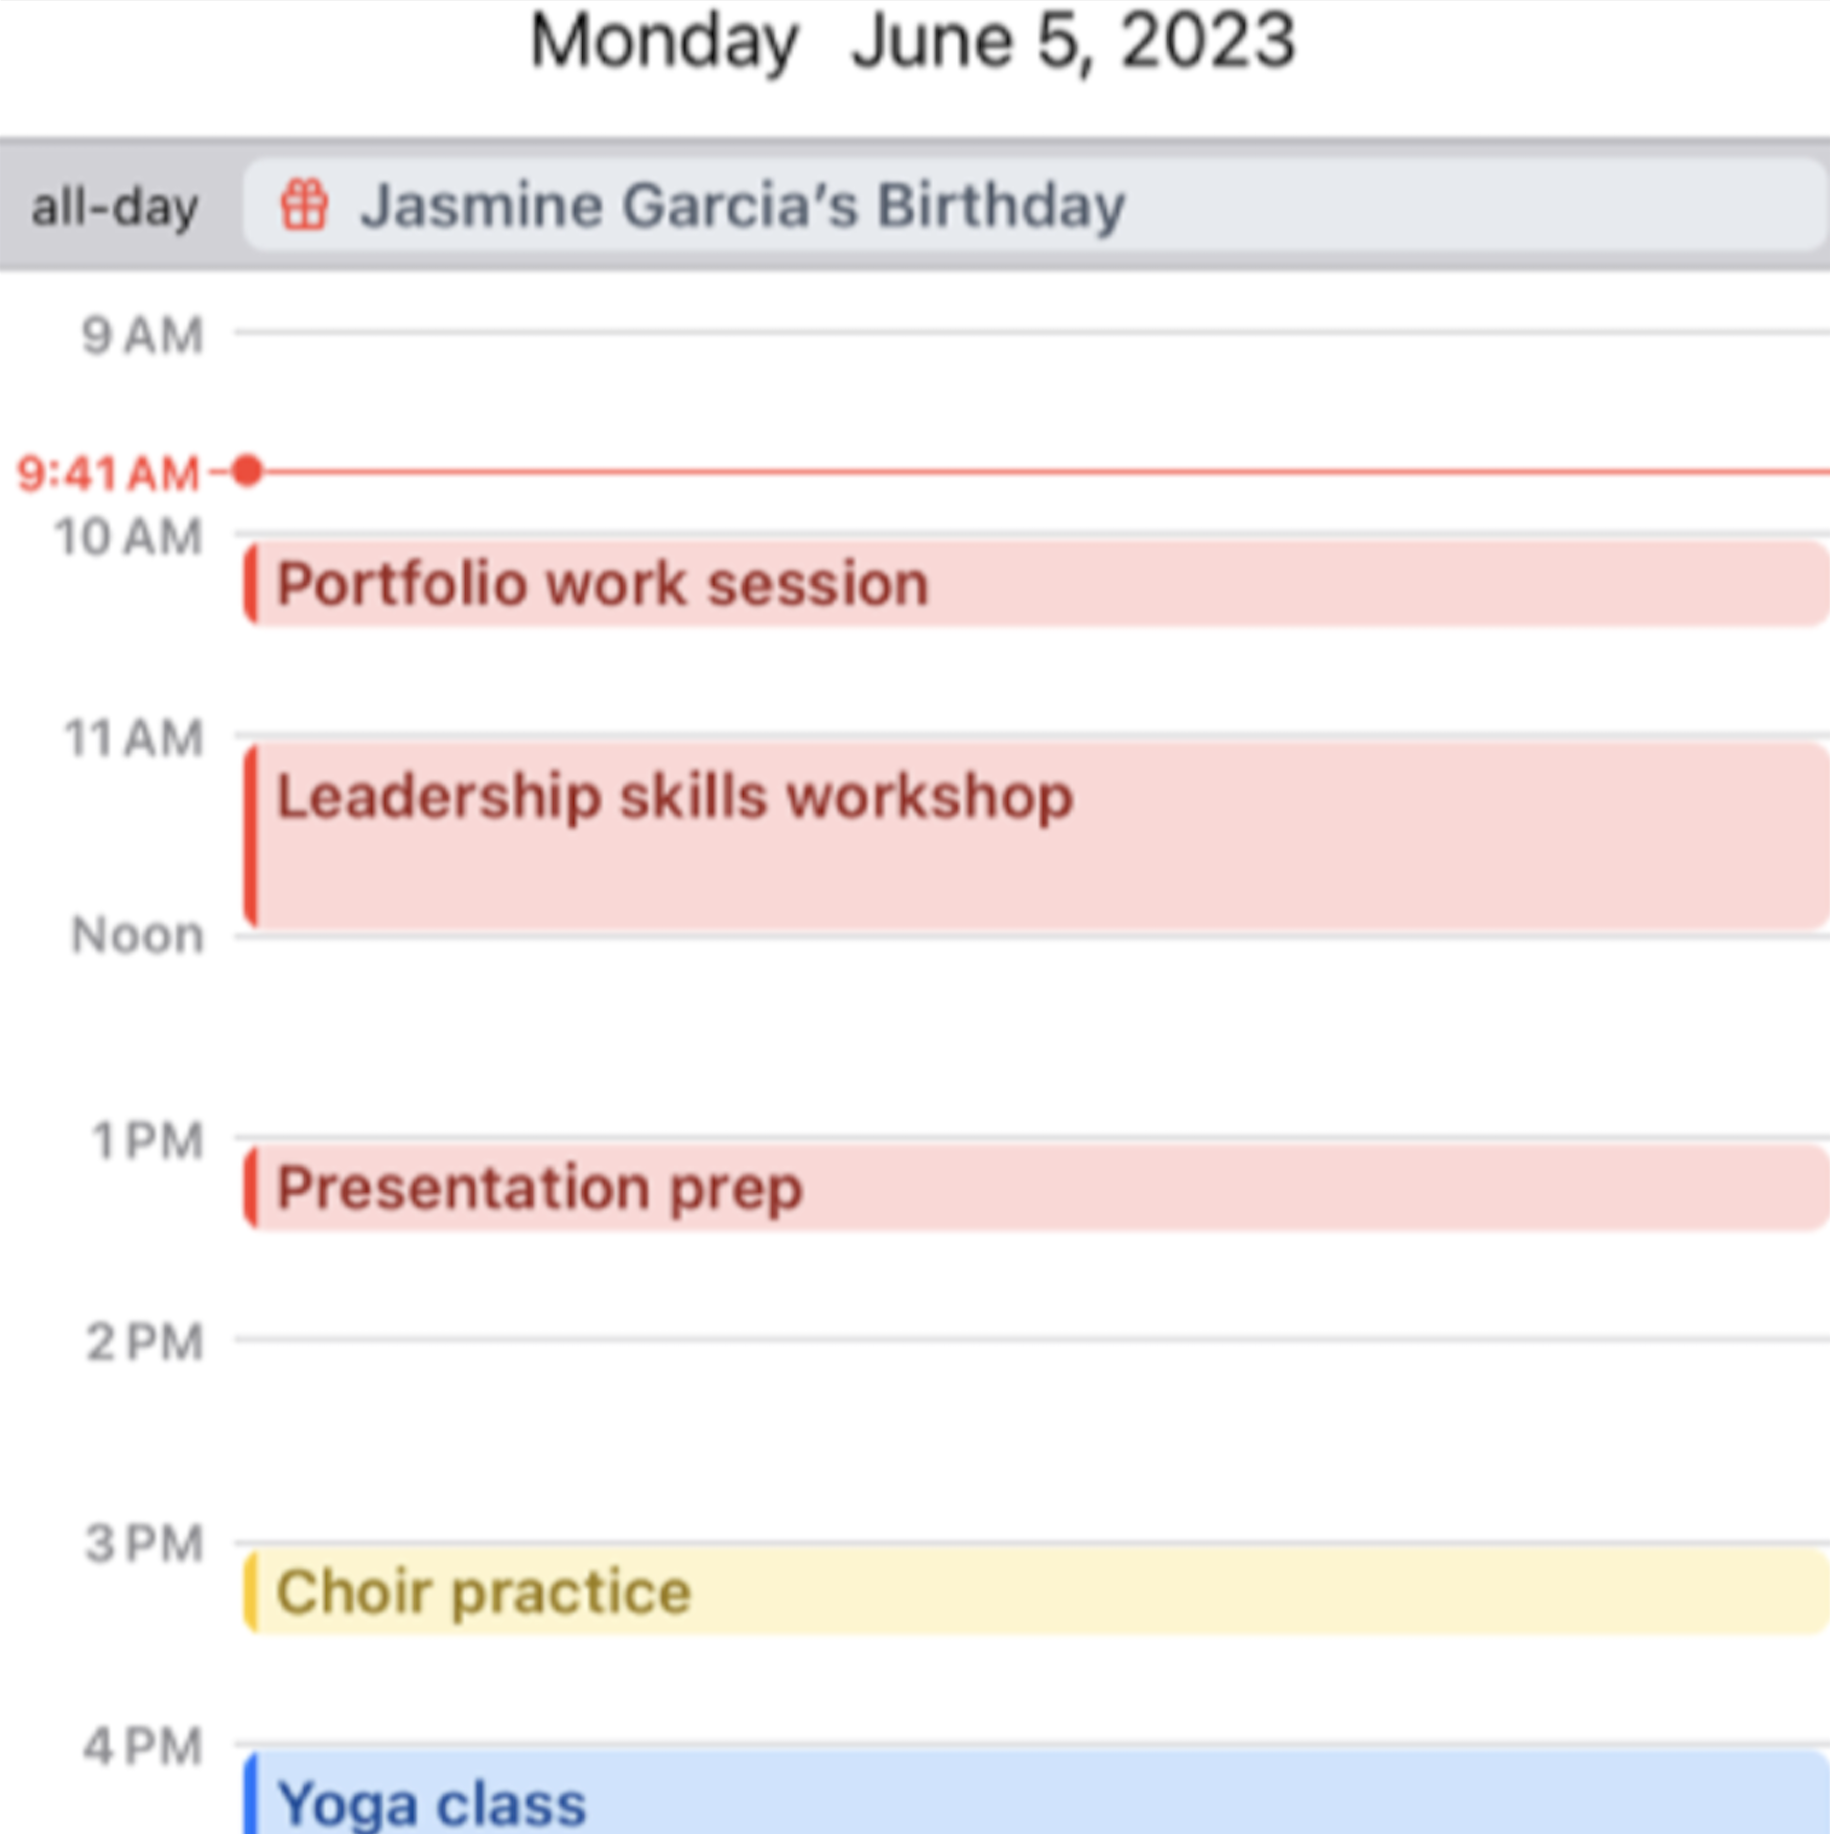 Monday June 5, 2023
all-day Jasmine Garcia’s Birthday
9 AM
9:41 AM
10 AM
Portfolio work session
11 AM
Leadership skills workshop
Noon
1 PM
Presentation prep
2 PM
3 PM
Choir practice
4 PM
Yoga class